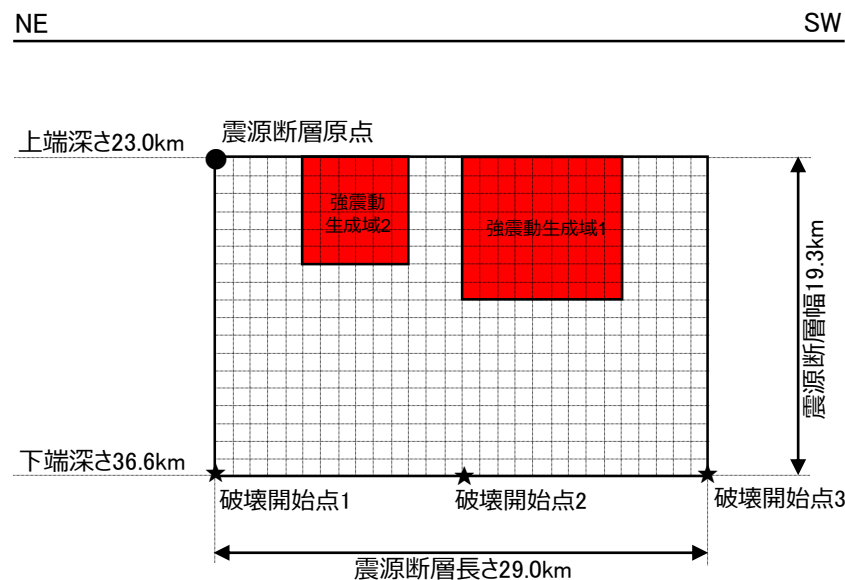 NE
SW
上端深さ23.0km
震源断層原点
強震動
生成域2
強震動生成域1
震源断層幅19.3km
下端深さ36.6km
破壊開始点1
破壊開始点2
破壊開始点3
震源断層長さ29.0km